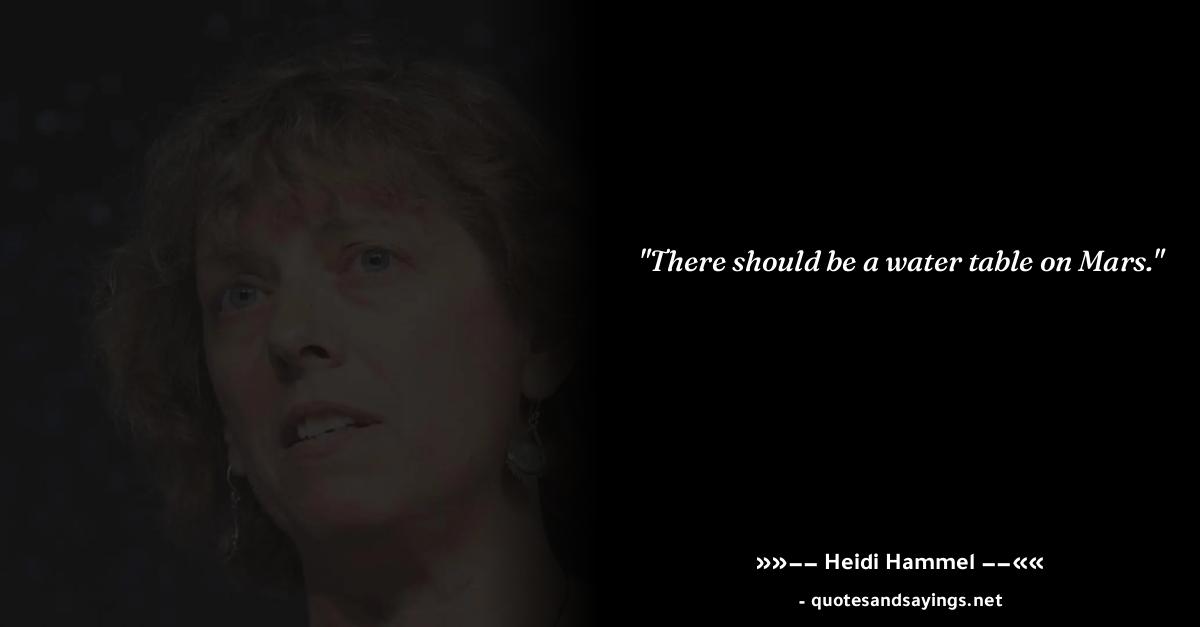 "There should be a water table on Mars."
»»–– Heidi Hammel ––««
- quotesandsayings.net